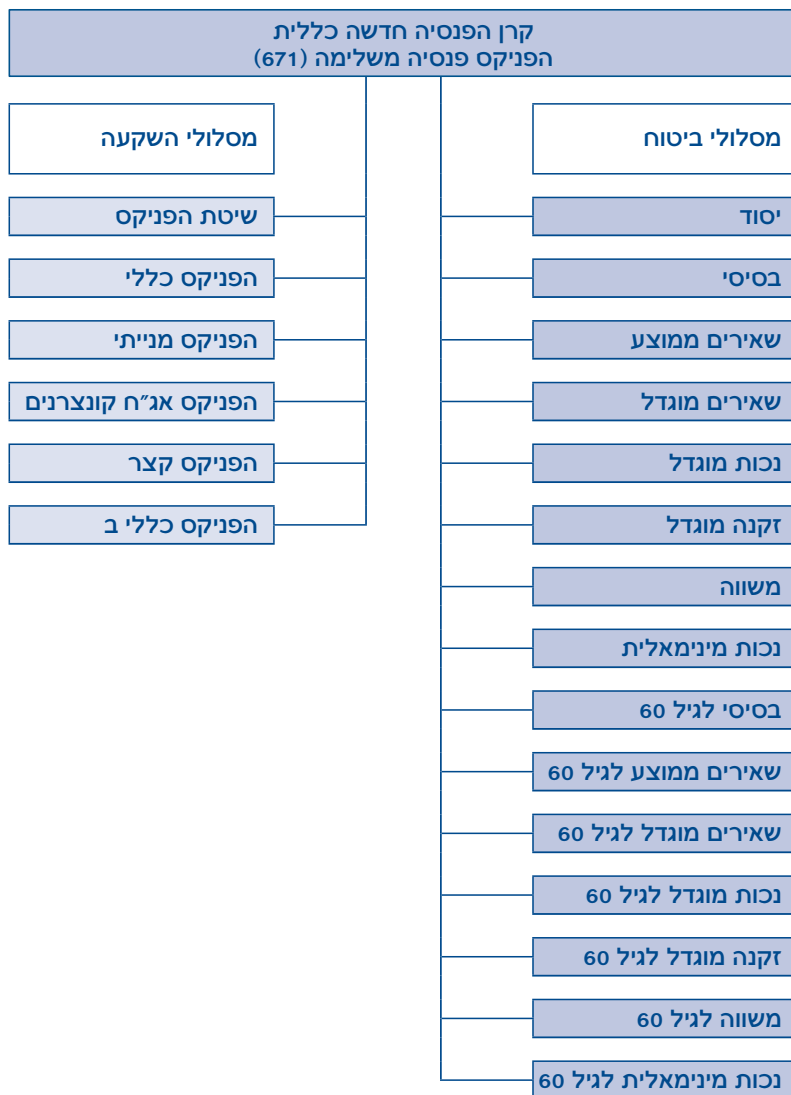 קרן הפנסיה חדשה כללית
הפניקס פנסיה משלימה (671)
מסלולי ביטוח
יסוד
בסיסי
שאירים ממוצע
שאירים מוגדל
נכות מוגדל
זקנה מוגדל
משווה
נכות מינימאלית
בסיסי לגיל 60
שאירים ממוצע לגיל 60
שאירים מוגדל לגיל 60
נכות מוגדל לגיל 60
זקנה מוגדל לגיל 60
משווה לגיל 60
נכות מינימאלית לגיל 60
מסלולי השקעה
שיטת הפניקס
הפניקס כללי
הפניקס מנייתי
הפניקס אג״ח קונצרנים
הפניקס קצר
הפניקס כללי ב